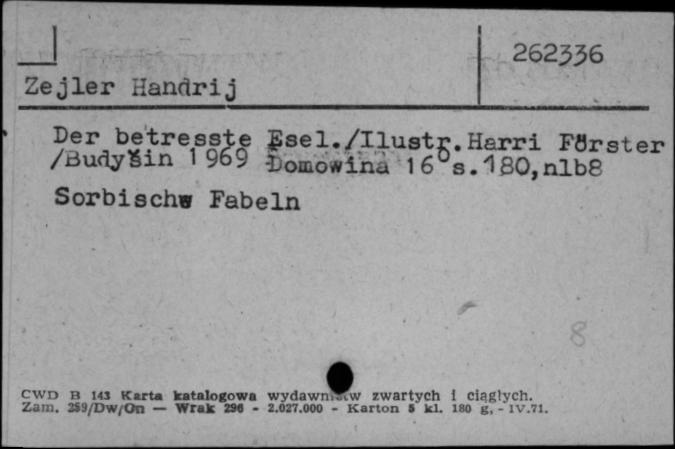 262336
Zejler Handrij
Der betresste Esel./Ilustr.Harri Förster
/Budyšin 1969 Domowina 16° s.180,nlb8
Sorbische Fabeln
8
CWD B 143 Karta katalogowa wydawnictw zwartych i ciągłych.
Zam. 259/Dw/On — Wrak 296 - 2.027.000 - Karton 5 kl. 180 g, - IV.71.